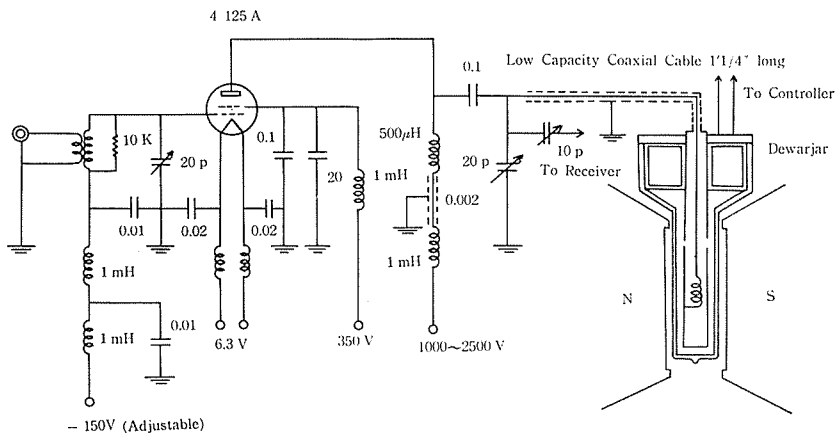 4 125 A
0.1
Low Capacity Coaxial Cable 1'1/4" long
To Controller
Dewarjar
10 K
20 p
0.1
20
500μH
1 mH
0.002
1 mH
20 p
10 p
To Receiver
0.01
0.02
0.02
1 mH
1 mH
0.01
6.3 V
350 V
1000~2500 V
N
S
- 150V (Adjustable)